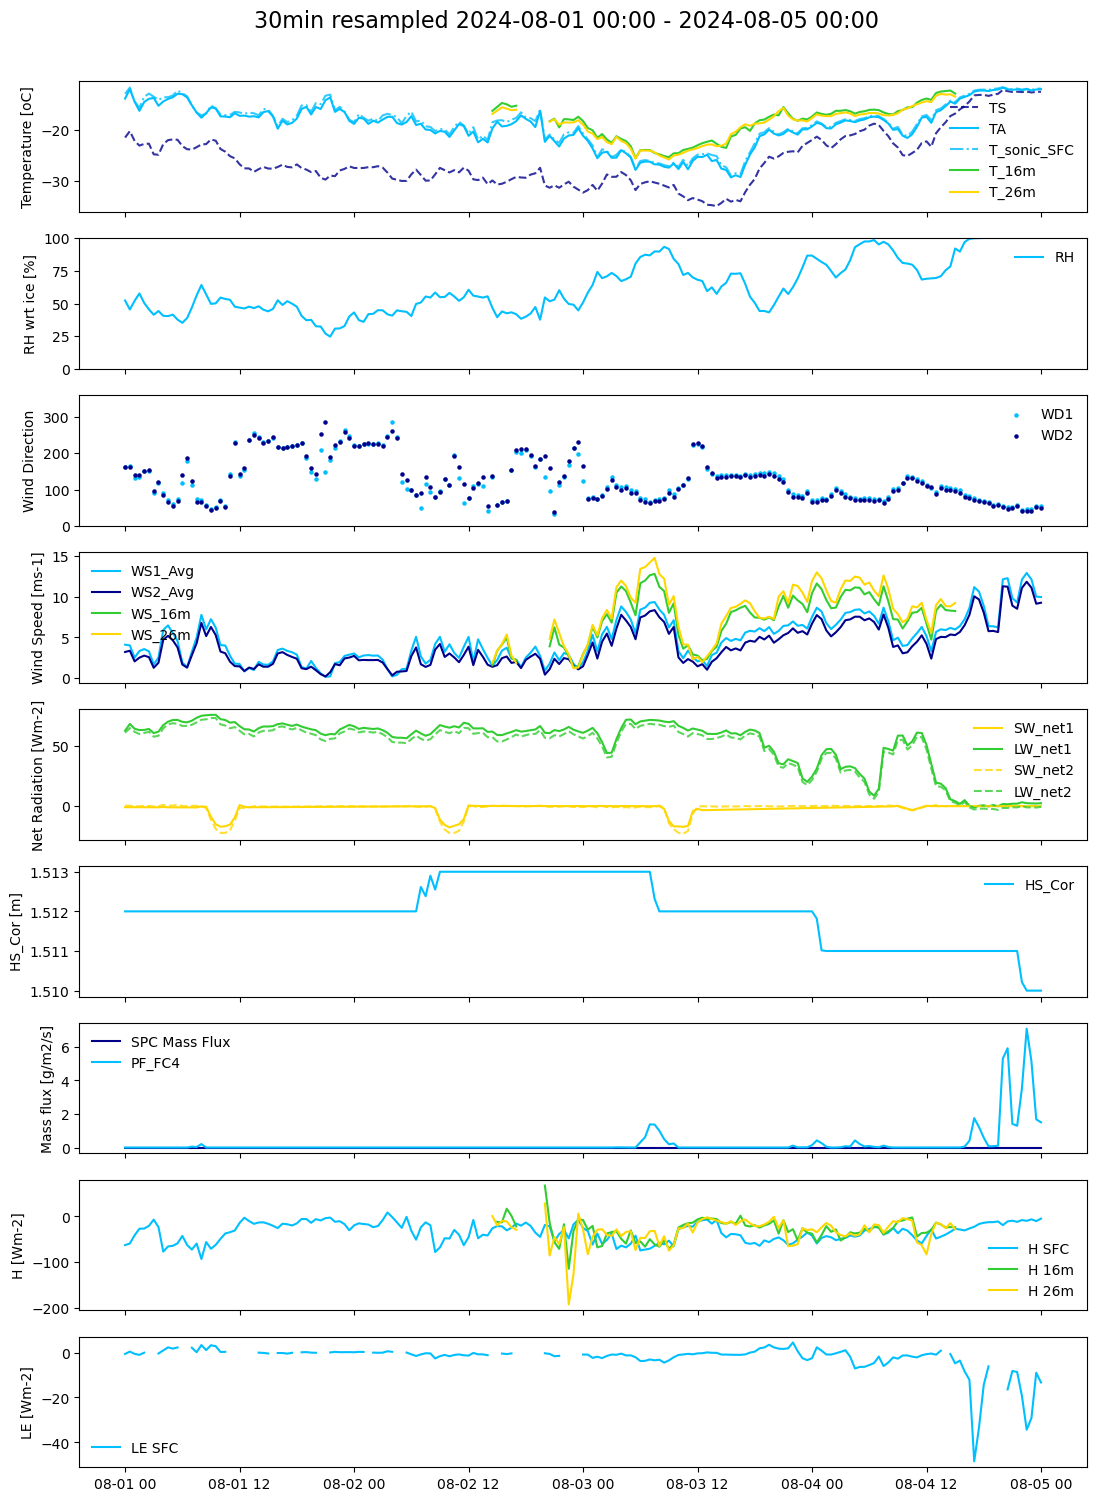 30min resampled 2024-08-01 00:00 - 2024-08-05 00:00
Temperature [oC]
−20
−30
TS
TA
T_sonic_SFC
T_16m
T_26m
RH wrt ice [%]
100
75
50
25
0
RH
Wind Direction
300
200
100
0
WD1
WD2
Wind Speed [ms-1]
15
10
5
0
WS1_Avg
WS2_Avg
WS_16m
WS_26m
Net Radiation [Wm-2]
50
0
SW_net1
LW_net1
SW_net2
LW_net2
HS_Cor [m]
1.513
1.512
1.511
1.510
HS_Cor
Mass flux [g/m2/s]
6
4
2
0
SPC Mass Flux
PF_FC4
H [Wm-2]
0
−100
−200
H SFC
H 16m
H 26m
LE [Wm-2]
0
−20
−40
LE SFC
08-01 00 08-01 12 08-02 00 08-02 12 08-03 00 08-03 12 08-04 00 08-04 12 08-05 00